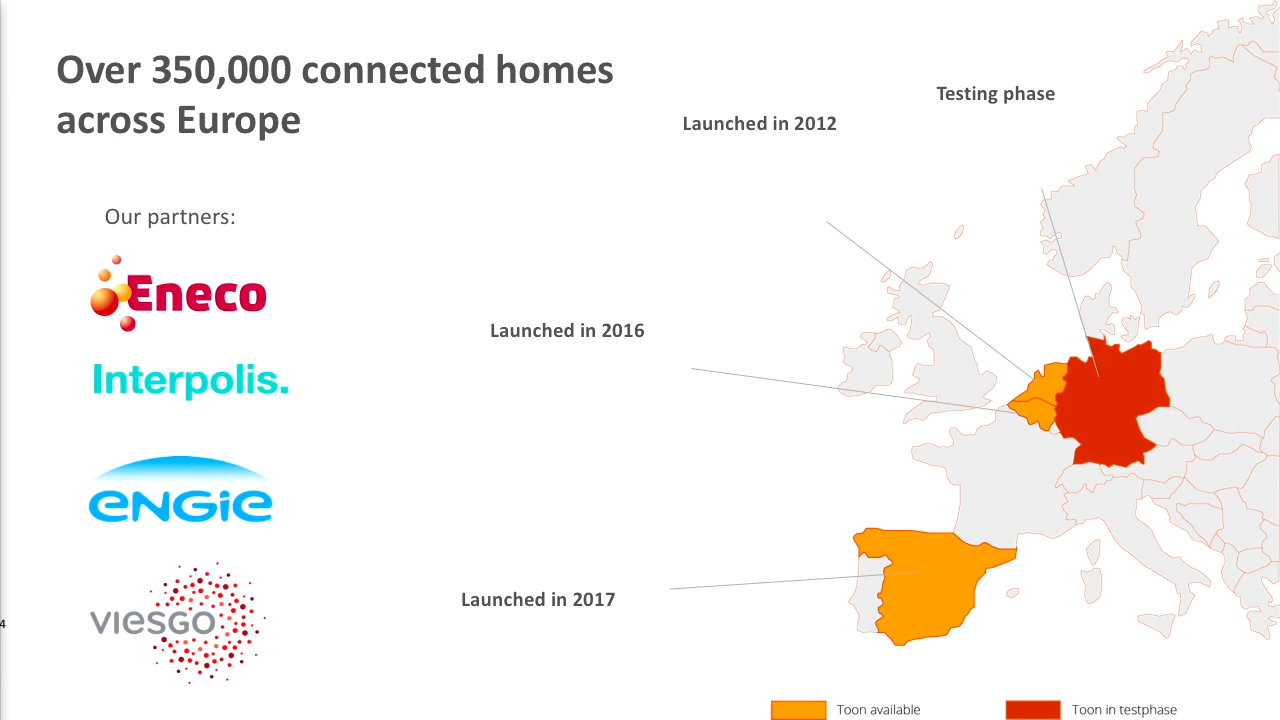 Over 350,000 connected homes
across Europe
Testing phase
Launched in 2012
Our partners:
Eneco
Launched in 2016
Interpolis.
eNGie
Launched in 2017
viesgo
4
Toon available
Toon in testphase